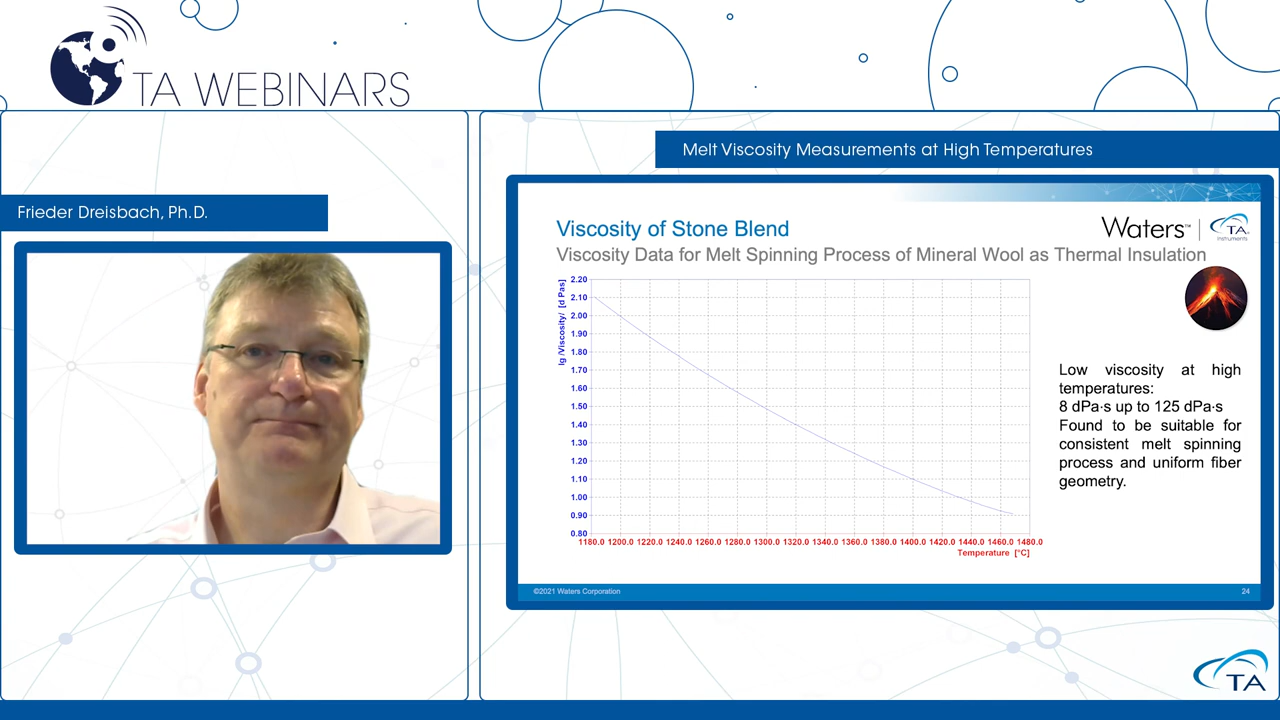 TA WEBINARS
Melt Viscosity Measurements at High Temperatures
Frieder Dreisbach, Ph.D.
Viscosity of Stone Blend
Waters™ | TA
Instruments
Viscosity Data for Melt Spinning Process of Mineral Wool as Thermal Insulation
lg /Viscosity/ [d Pas]
2.20
2.10
2.00
1.90
1.80
1.70
1.60
1.50
1.40
1.30
1.20
1.10
1.00
0.90
0.80
1180.0 1200.0 1220.0 1240.0 1260.0 1280.0 1300.0 1320.0 1340.0 1360.0 1380.0 1400.0 1420.0 1440.0 1460.0 1480.0
Temperature [°C]
Low viscosity at high
temperatures:
8 dPa·s up to 125 dPa·s
Found to be suitable for
consistent melt spinning
process and uniform fiber
geometry.
©2021 Waters Corporation
24
TA